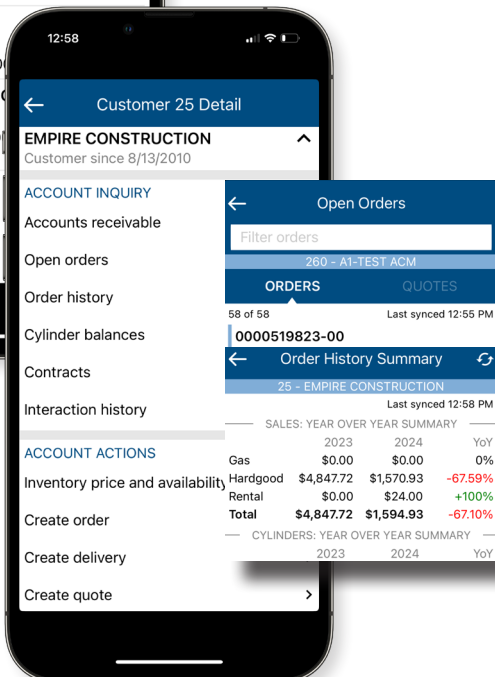 12:58
Customer 25 Detail
EMPIRE CONSTRUCTION
Customer since 8/13/2010
ACCOUNT INQUIRY
Accounts receivable
Open orders
Order history
Cylinder balances
Contracts
Interaction history
ACCOUNT ACTIONS
Inventory price and availability
Create order
Create delivery
Create quote
Open Orders
Filter orders
260 - A1-TEST ACM
ORDERS QUOTES
58 of 58 Last synced 12:55 PM
0000519823-00
Order History Summary
25 - EMPIRE CONSTRUCTION
Last synced 12:58 PM
SALES: YEAR OVER YEAR SUMMARY
2023 2024 YoY
Gas $0.00 $0.00 0%
Hardgood $4,847.72 $1,570.93 -67.59%
Rental $0.00 $24.00 +100%
Total $4,847.72 $1,594.93 -67.10%
CYLINDERS: YEAR OVER YEAR SUMMARY
2023 2024 YoY